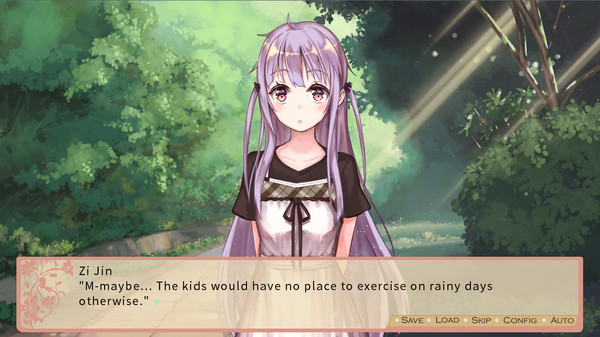 Zi Jin
"M-maybe... The kids would have no place to exercise on rainy days
otherwise."
SAVE LOAD SKIP CONFIG AUTO